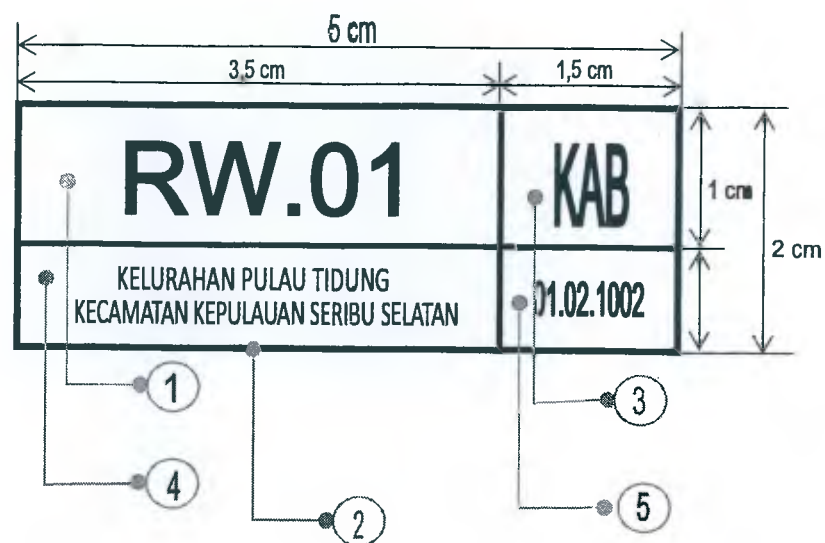 5 cm
3,5 cm
1,5 cm
RW.01
KAB
1 cm
2 cm
KELURAHAN PULAU TIDUNG
KECAMATAN KEPULAUAN SERIBU SELATAN
01.02.1002
1
3
4
2
5